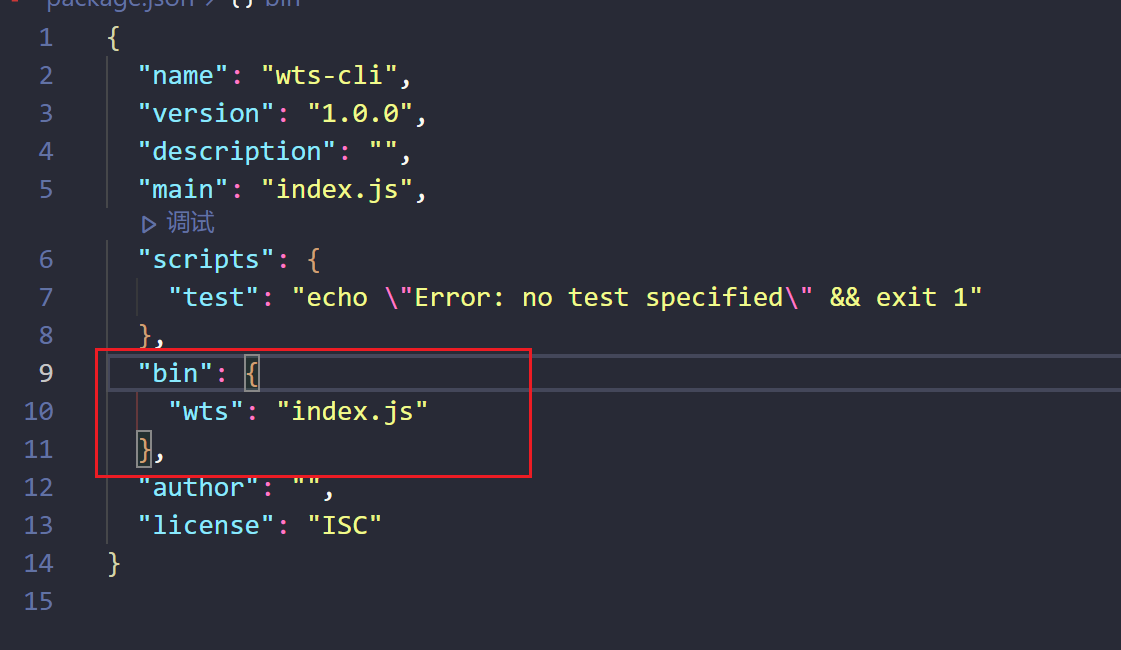 package.json > {} bin
1 {
2 "name": "wts-cli",
3 "version": "1.0.0",
4 "description": "",
5 "main": "index.js",
调试
6 "scripts": {
7 "test": "echo \"Error: no test specified\" && exit 1"
8 },
9 "bin": {
10 "wts": "index.js"
11 },
12 "author": "",
13 "license": "ISC"
14 }
15